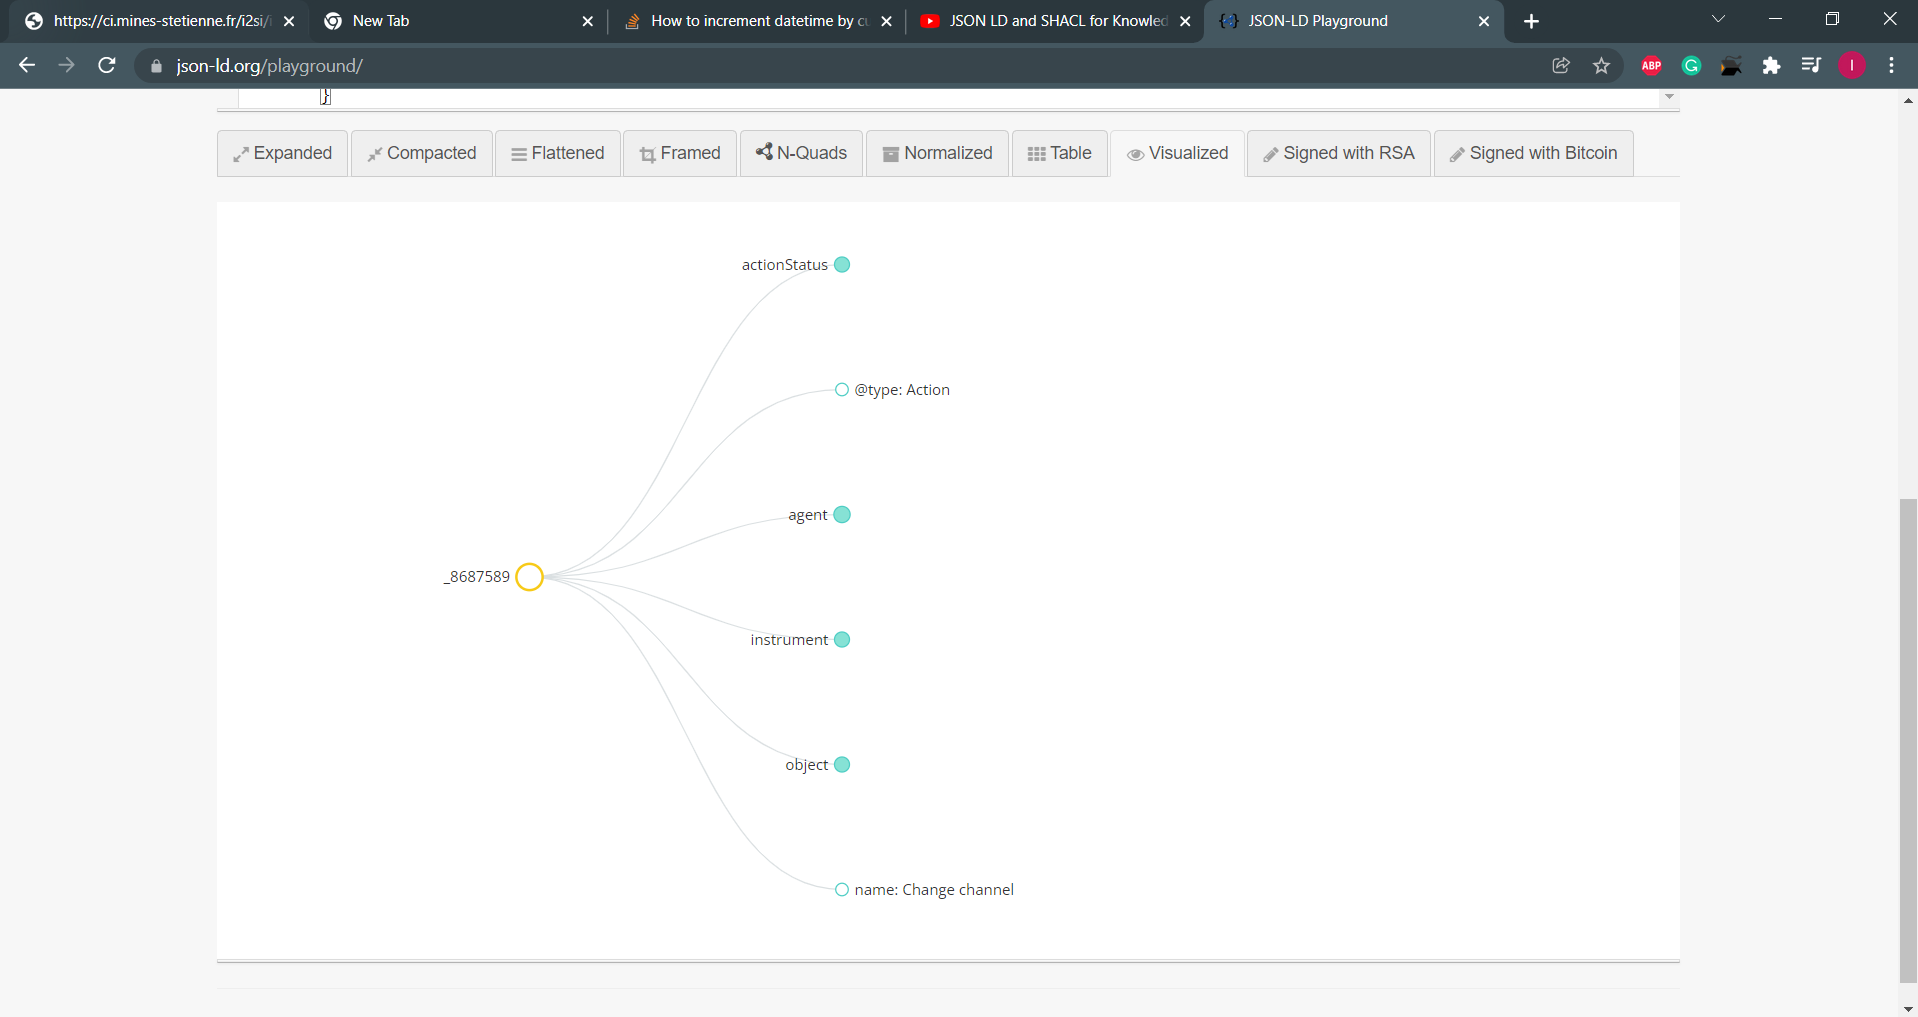 https://ci.mines-stetienne.fr/i2si/i
New Tab
How to increment datetime by cu
JSON LD and SHACL for Knowled
JSON-LD Playground
json-ld.org/playground/
ABP
G
I
}
Expanded
Compacted
Flattened
Framed
N-Quads
Normalized
Table
Visualized
Signed with RSA
Signed with Bitcoin
actionStatus
@type: Action
agent
_8687589
instrument
object
name: Change channel